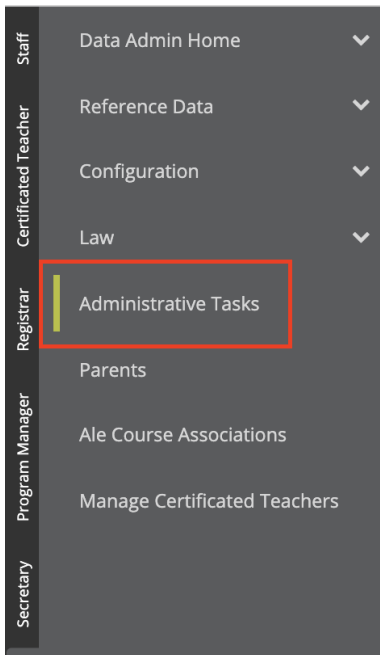 Staff
Certificated Teacher
Registrar
Program Manager
Secretary
Data Admin Home
Reference Data
Configuration
Law
Administrative Tasks
Parents
Ale Course Associations
Manage Certificated Teachers